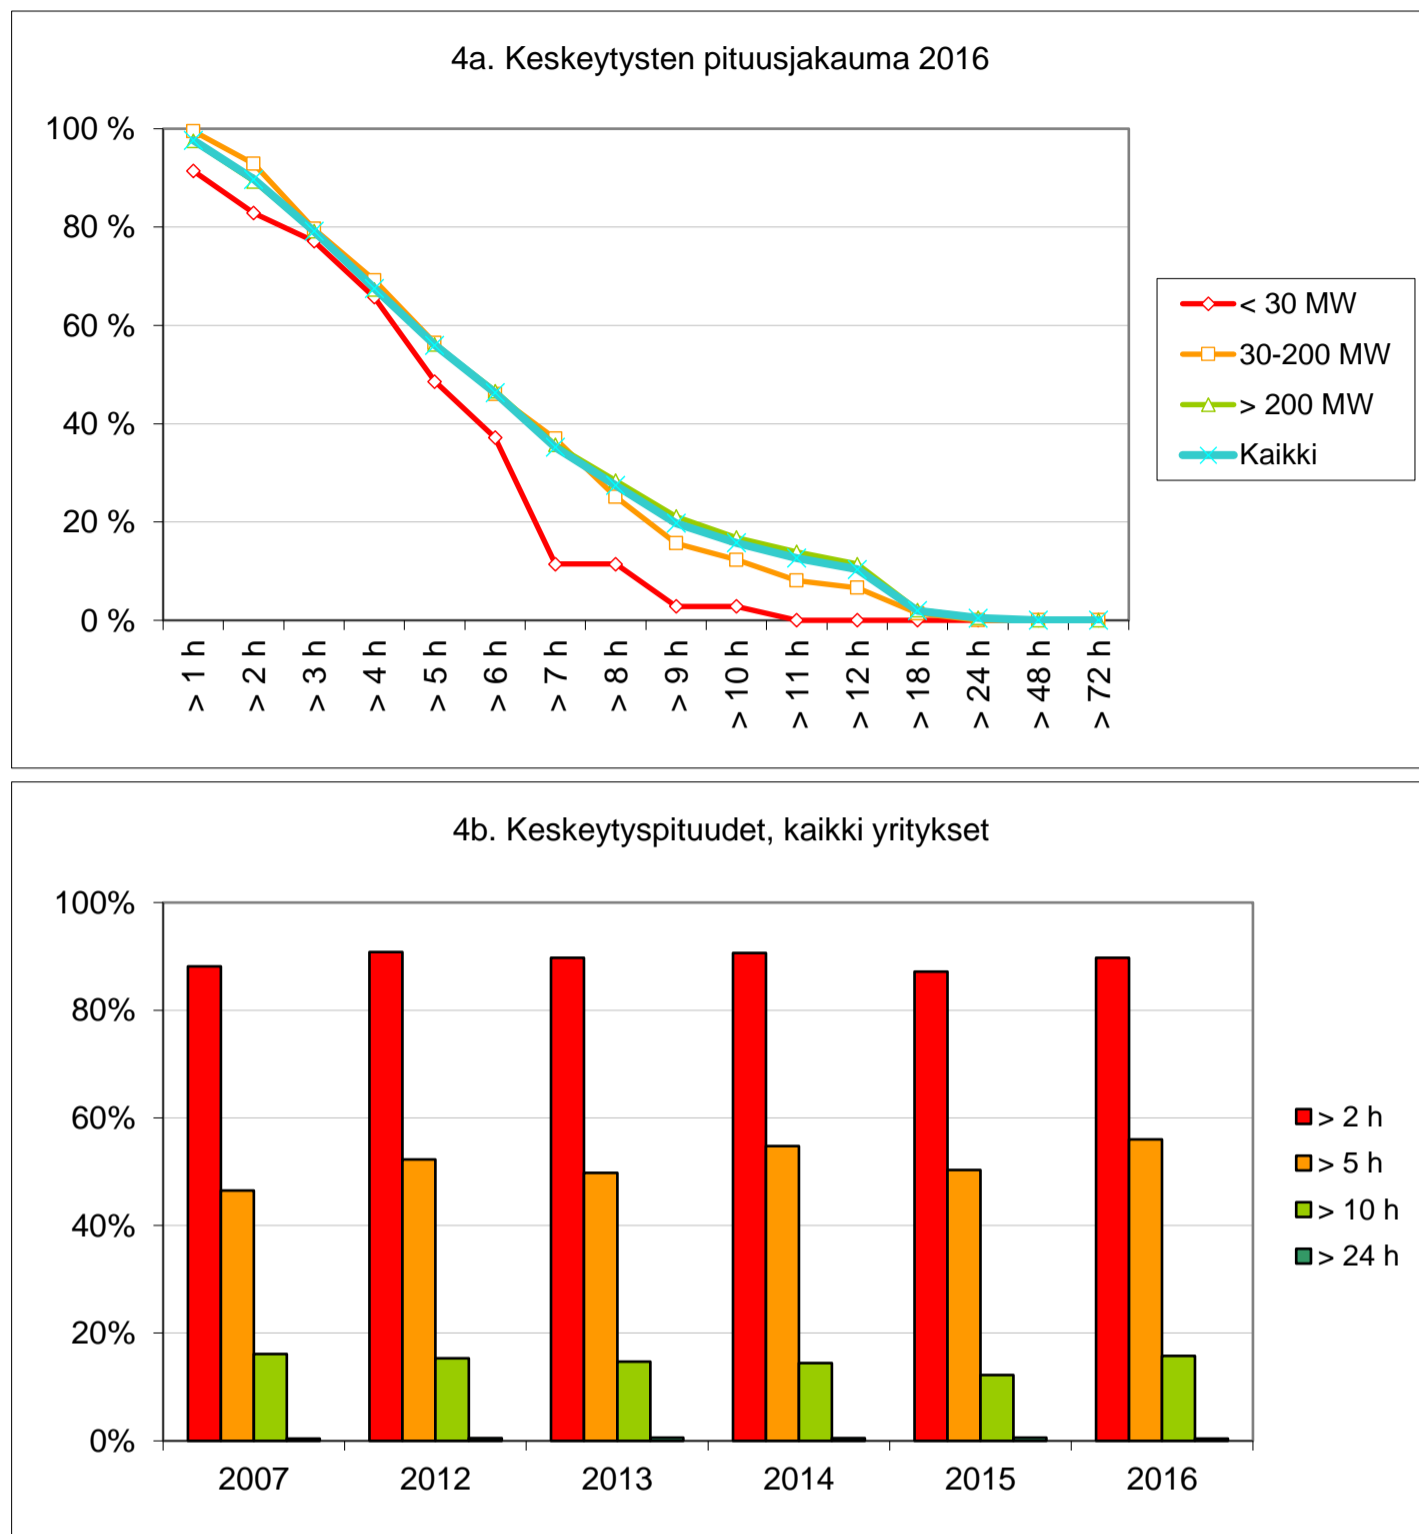 4a. Keskeytysten pituusjakauma 2016
100 %
80 %
60 %
40 %
20 %
0 %
> 1 h
> 2 h
> 3 h
> 4 h
> 5 h
> 6 h
> 7 h
> 8 h
> 9 h
> 10 h
> 11 h
> 12 h
> 18 h
> 24 h
> 48 h
> 72 h
< 30 MW
30-200 MW
> 200 MW
Kaikki
4b. Keskeytyspituudet, kaikki yritykset
100%
80%
60%
40%
20%
0%
2007 2012 2013 2014 2015 2016
> 2 h
> 5 h
> 10 h
> 24 h